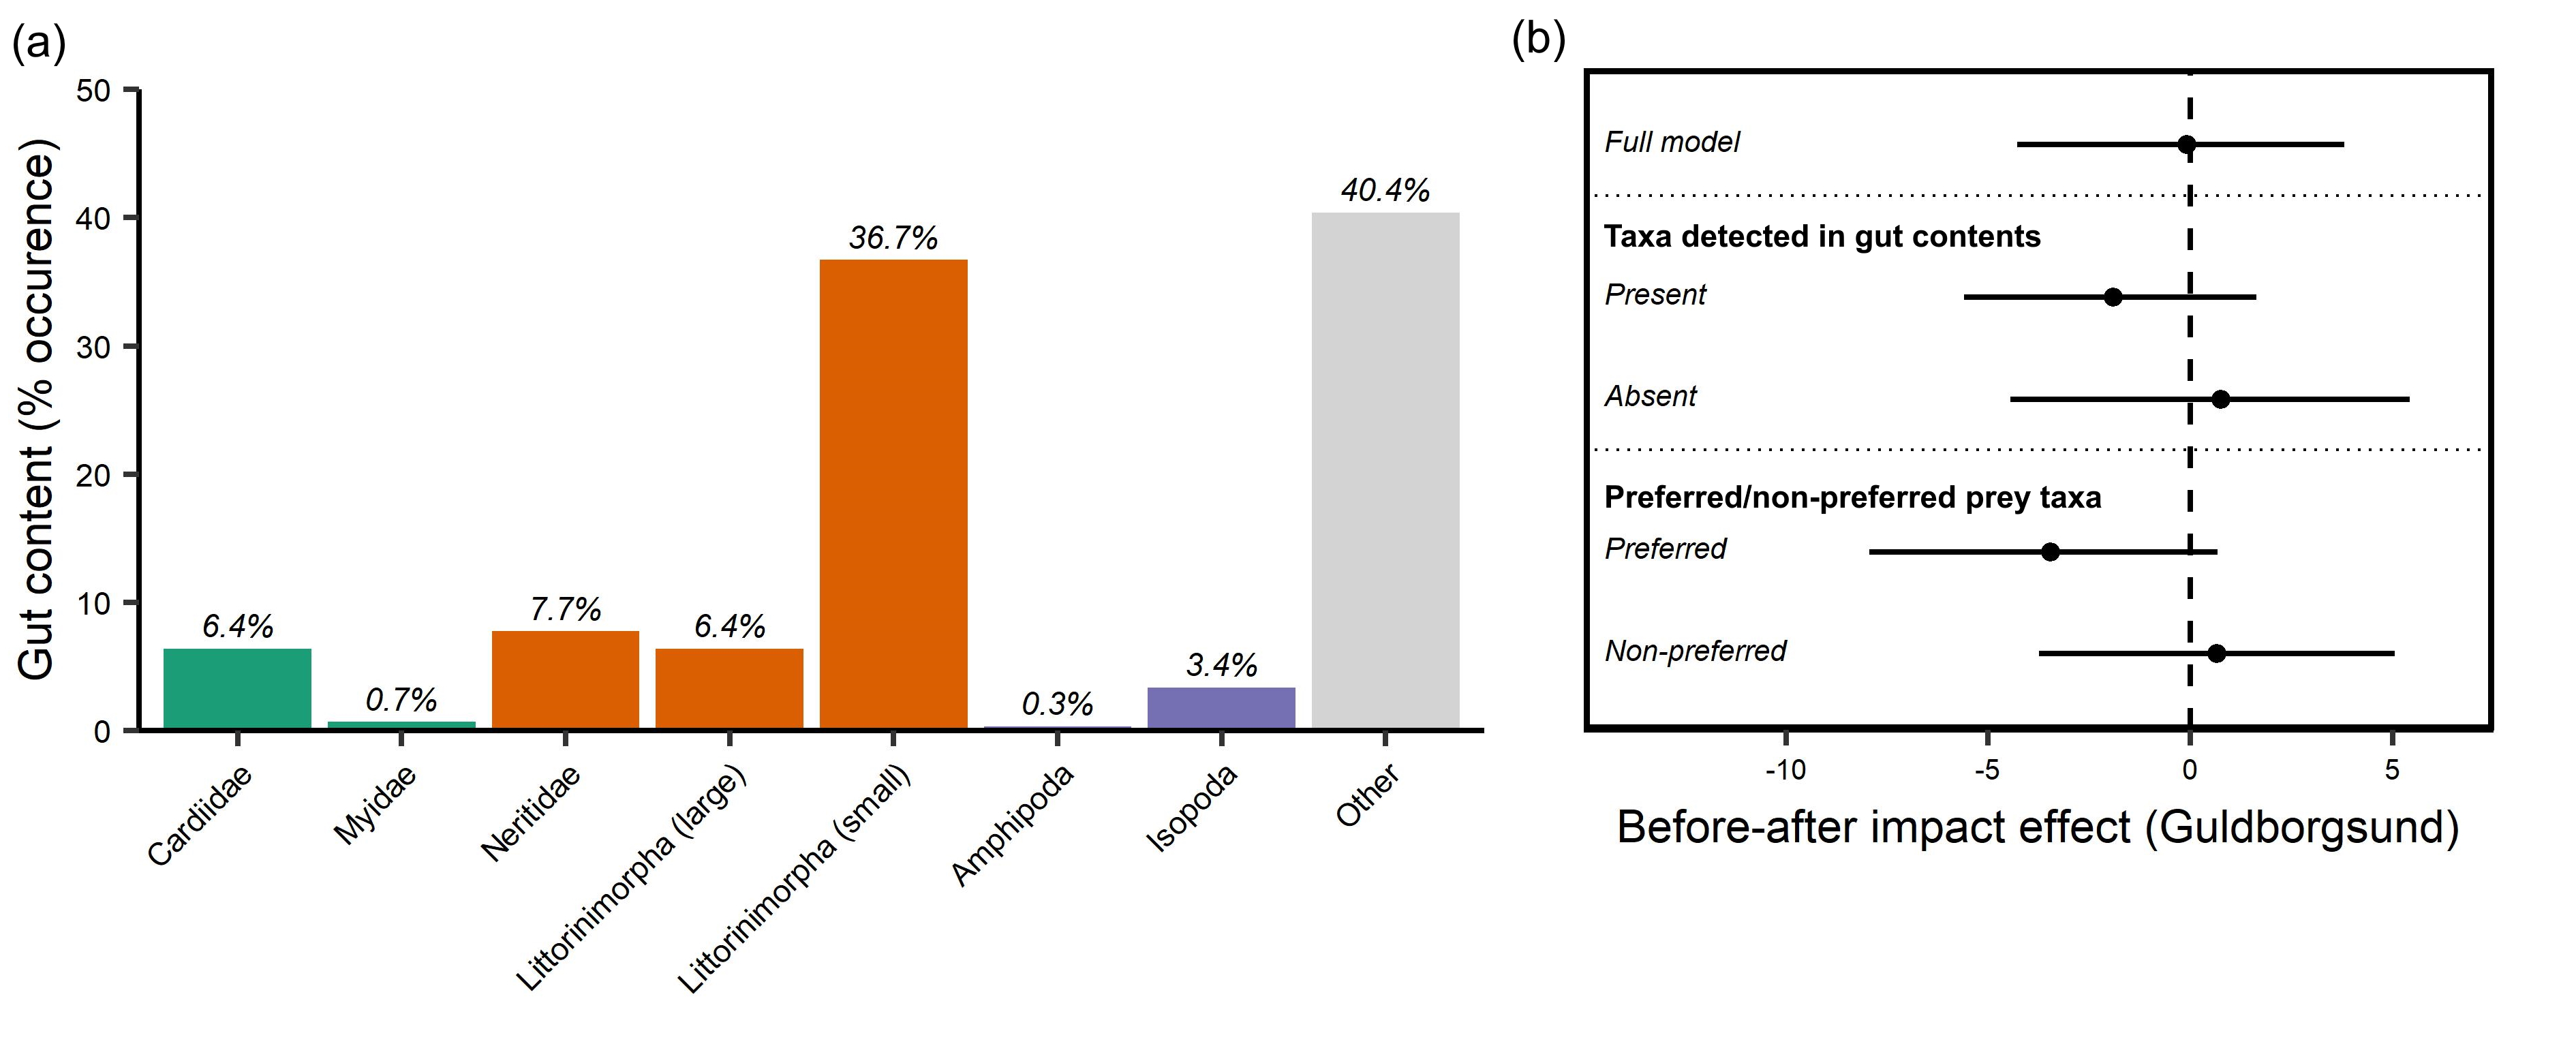 (a)
Gut content (% occurence)
50
40
30
20
10
0
6.4%
0.7%
7.7%
6.4%
36.7%
0.3%
3.4%
40.4%
Cardiidae
Myidae
Neritidae
Littorinimorpha (large)
Littorinimorpha (small)
Amphipoda
Isopoda
Other
(b)
Full model
Taxa detected in gut contents
Present
Absent
Preferred/non-preferred prey taxa
Preferred
Non-preferred
-10
-5
0
5
Before-after impact effect (Guldborgsund)